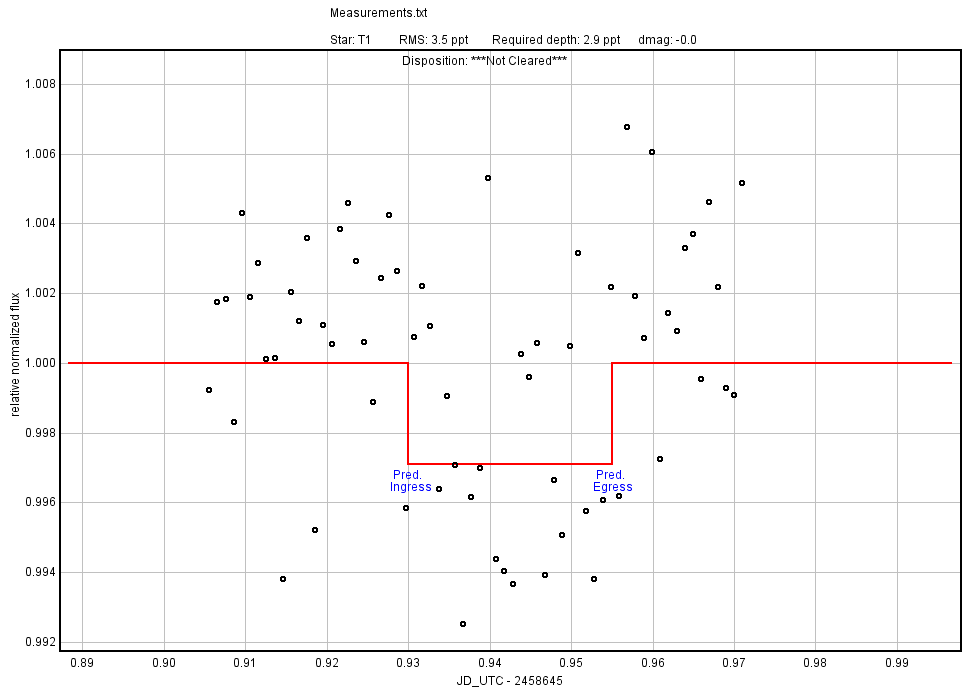 Measurements.txt
Star: T1 RMS: 3.5 ppt Required depth: 2.9 ppt dmag: -0.0
Disposition: ***Not Cleared***
1.008
1.006
1.004
1.002
1.000
0.998
0.996
0.994
0.992
relative normalized flux
Pred.
Ingress
Pred.
Egress
0.89 0.90 0.91 0.92 0.93 0.94 0.95 0.96 0.97 0.98 0.99
JD_UTC - 2458645